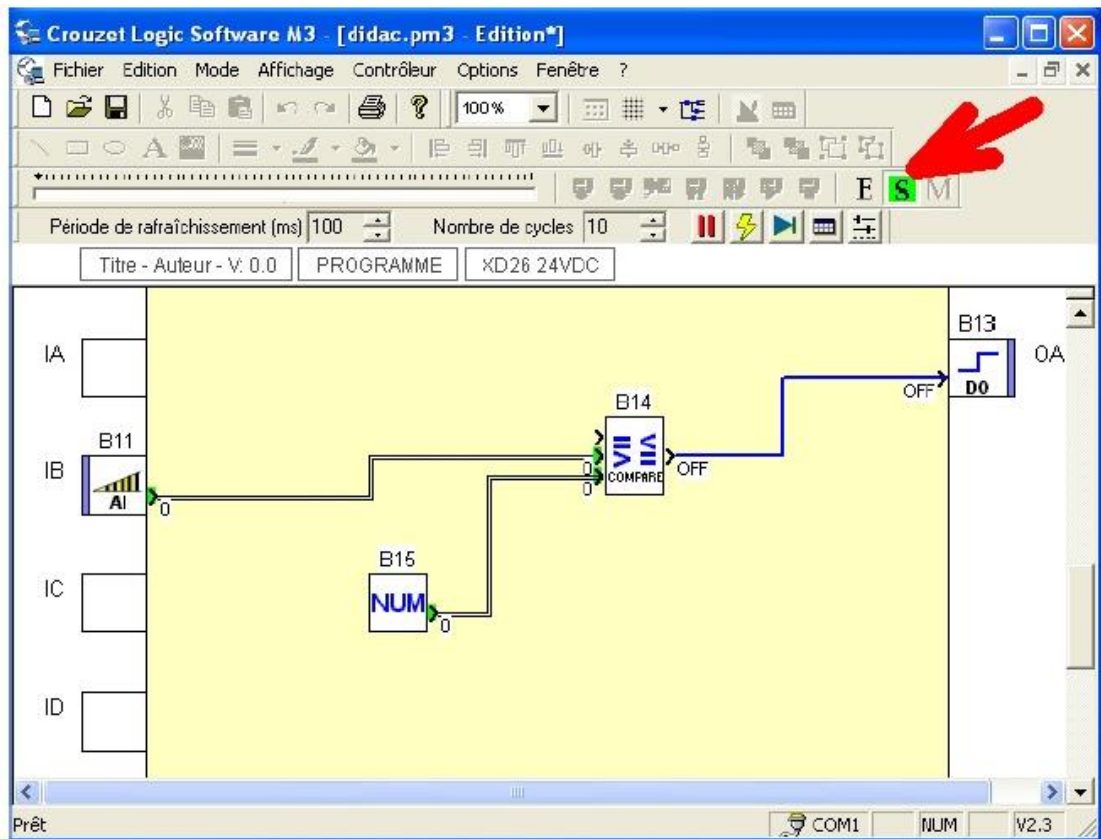 Crouzet Logic Software M3 - [didac.pm3 - Edition*]
Fichier Edition Mode Affichage Contrôleur Options Fenêtre ?
100%
A
E S M
Période de rafraîchissement (ms) 100 Nombre de cycles 10
Titre - Auteur - V: 0.0 PROGRAMME XD26 24VDC
B13
IA OA
OFF DO
B14
B11
IB 0 OFF
COMPARE
AI 0 0
B15
IC NUM
0
ID
Prêt COM1 NUM V2.3